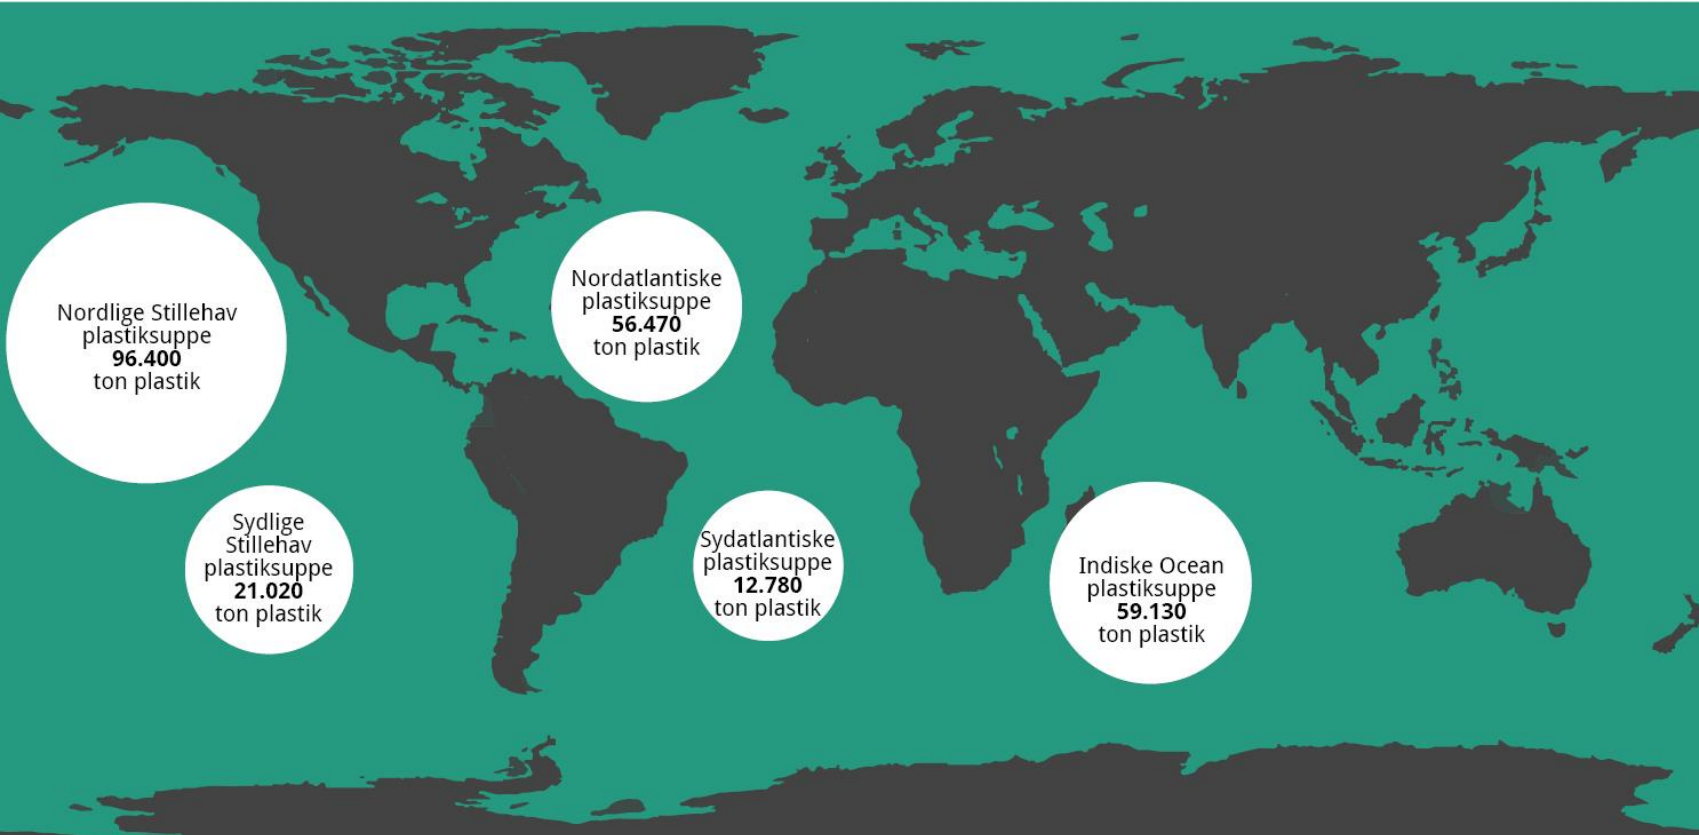 Nordlige Stillehav
plastiksuppe
96.400
ton plastik
Nordatlantiske
plastiksuppe
56.470
ton plastik
Sydlige
Stillehav
plastiksuppe
21.020
ton plastik
Sydatlantiske
plastiksuppe
12.780
ton plastik
Indiske Ocean
plastiksuppe
59.130
ton plastik